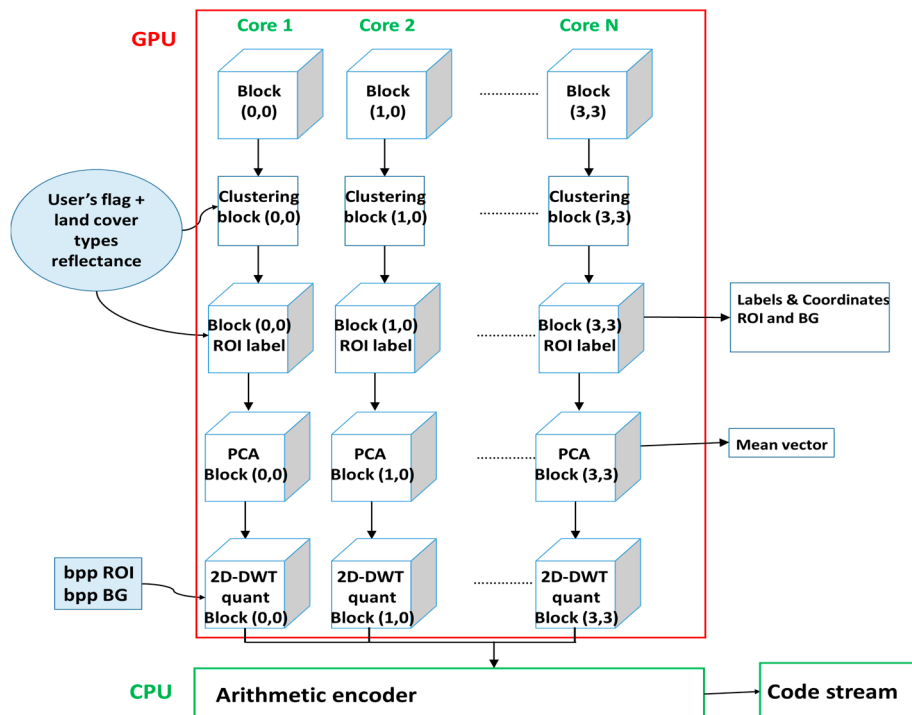 GPU
Core 1
Core 2
Core N
Block
(0,0)
Block
(1,0)
Block
(3,3)
User's flag +
land cover
types
reflectance
Clustering
block (0,0)
Clustering
block (1,0)
Clustering
block (3,3)
Block (0,0)
ROI label
Block (1,0)
ROI label
Block (3,3)
ROI label
Labels & Coordinates
ROI and BG
PCA
Block (0,0)
PCA
Block (1,0)
PCA
Block (3,3)
Mean vector
bpp ROI
bpp BG
2D-DWT
quant
Block (0,0)
2D-DWT
quant
Block (1,0)
2D-DWT
quant
Block (3,3)
CPU
Arithmetic encoder
Code stream